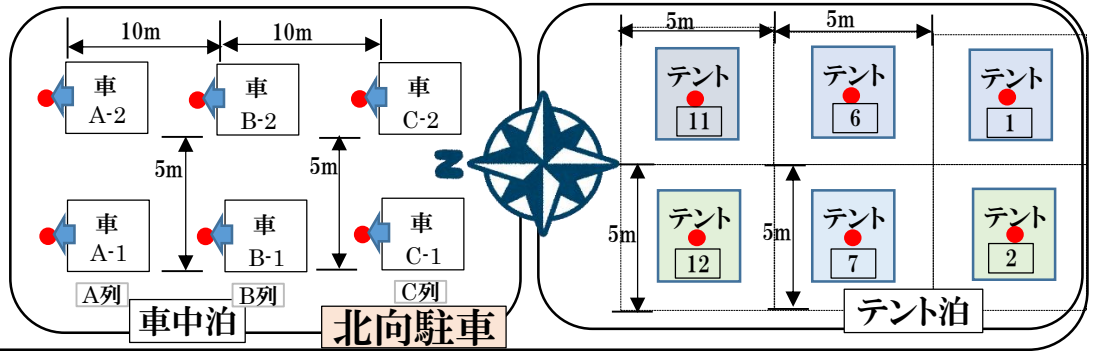 10m
10m
車
A-2
車
B-2
車
C-2
5m
5m
車
A-1
車
B-1
車
C-1
A列
B列
C列
車中泊
北向駐車
N
5m
5m
テント
11
テント
6
テント
1
5m
5m
テント
12
テント
7
テント
2
テント泊